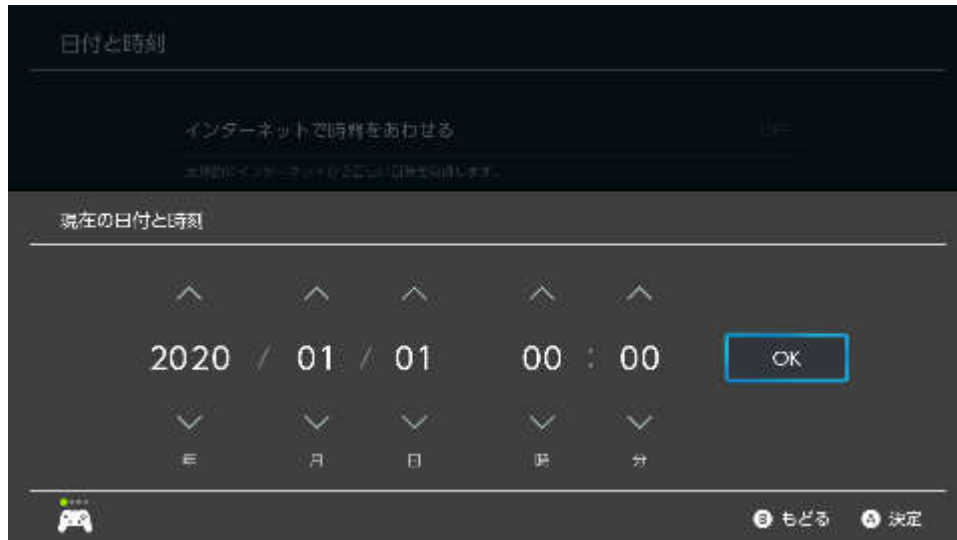 日付と時刻
インターネットで時刻をあわせる
現在の日付と時刻
2020 / 01 / 01 00 : 00 OK
年 月 日 時 分
B もどる A 決定